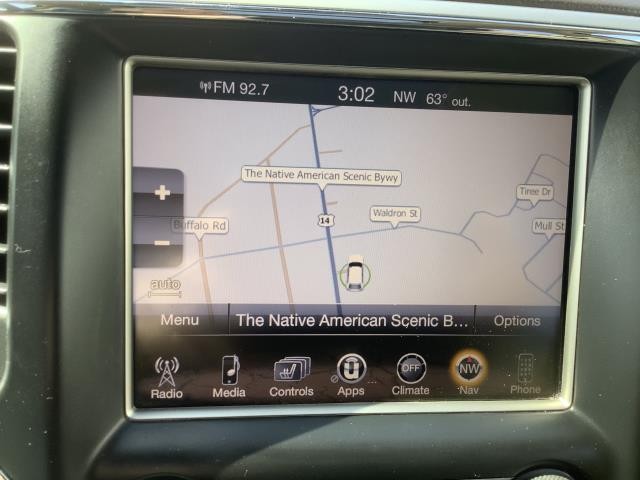 FM 92.7 3:02 NW 63° out.
The Native American Scenic Bywy
Tiree Dr
Waldron St
14
Buffalo Rd
Mull St
auto
Menu The Native American Scenic B... Options
OFF NW
Radio Media Controls Apps Climate Nav Phone